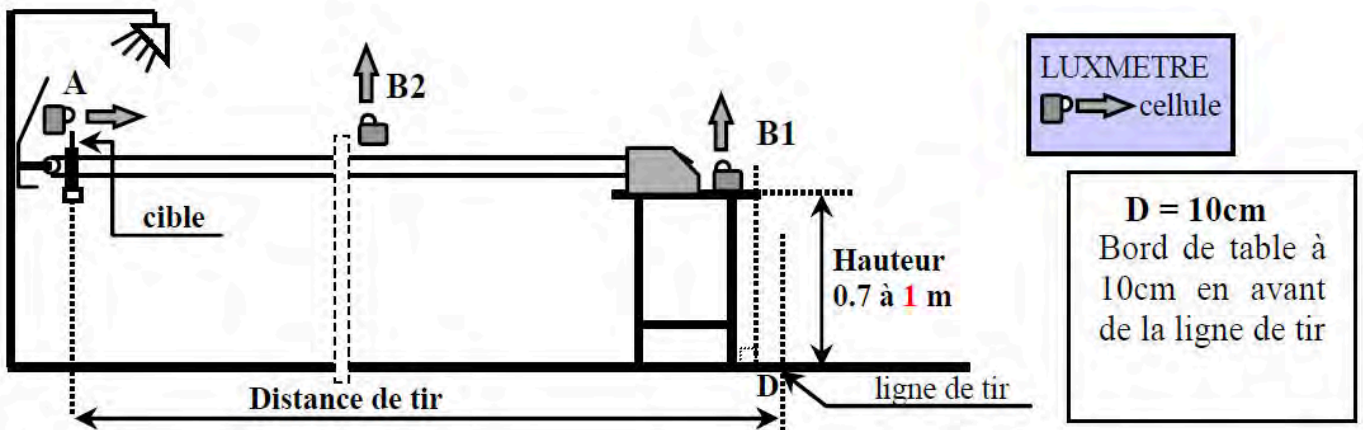 A
B2
B1
cible
Hauteur
0.7 à 1 m
D
ligne de tir
Distance de tir
LUXMETRE
cellule
D = 10cm
Bord de table à
10cm en avant
de la ligne de tir